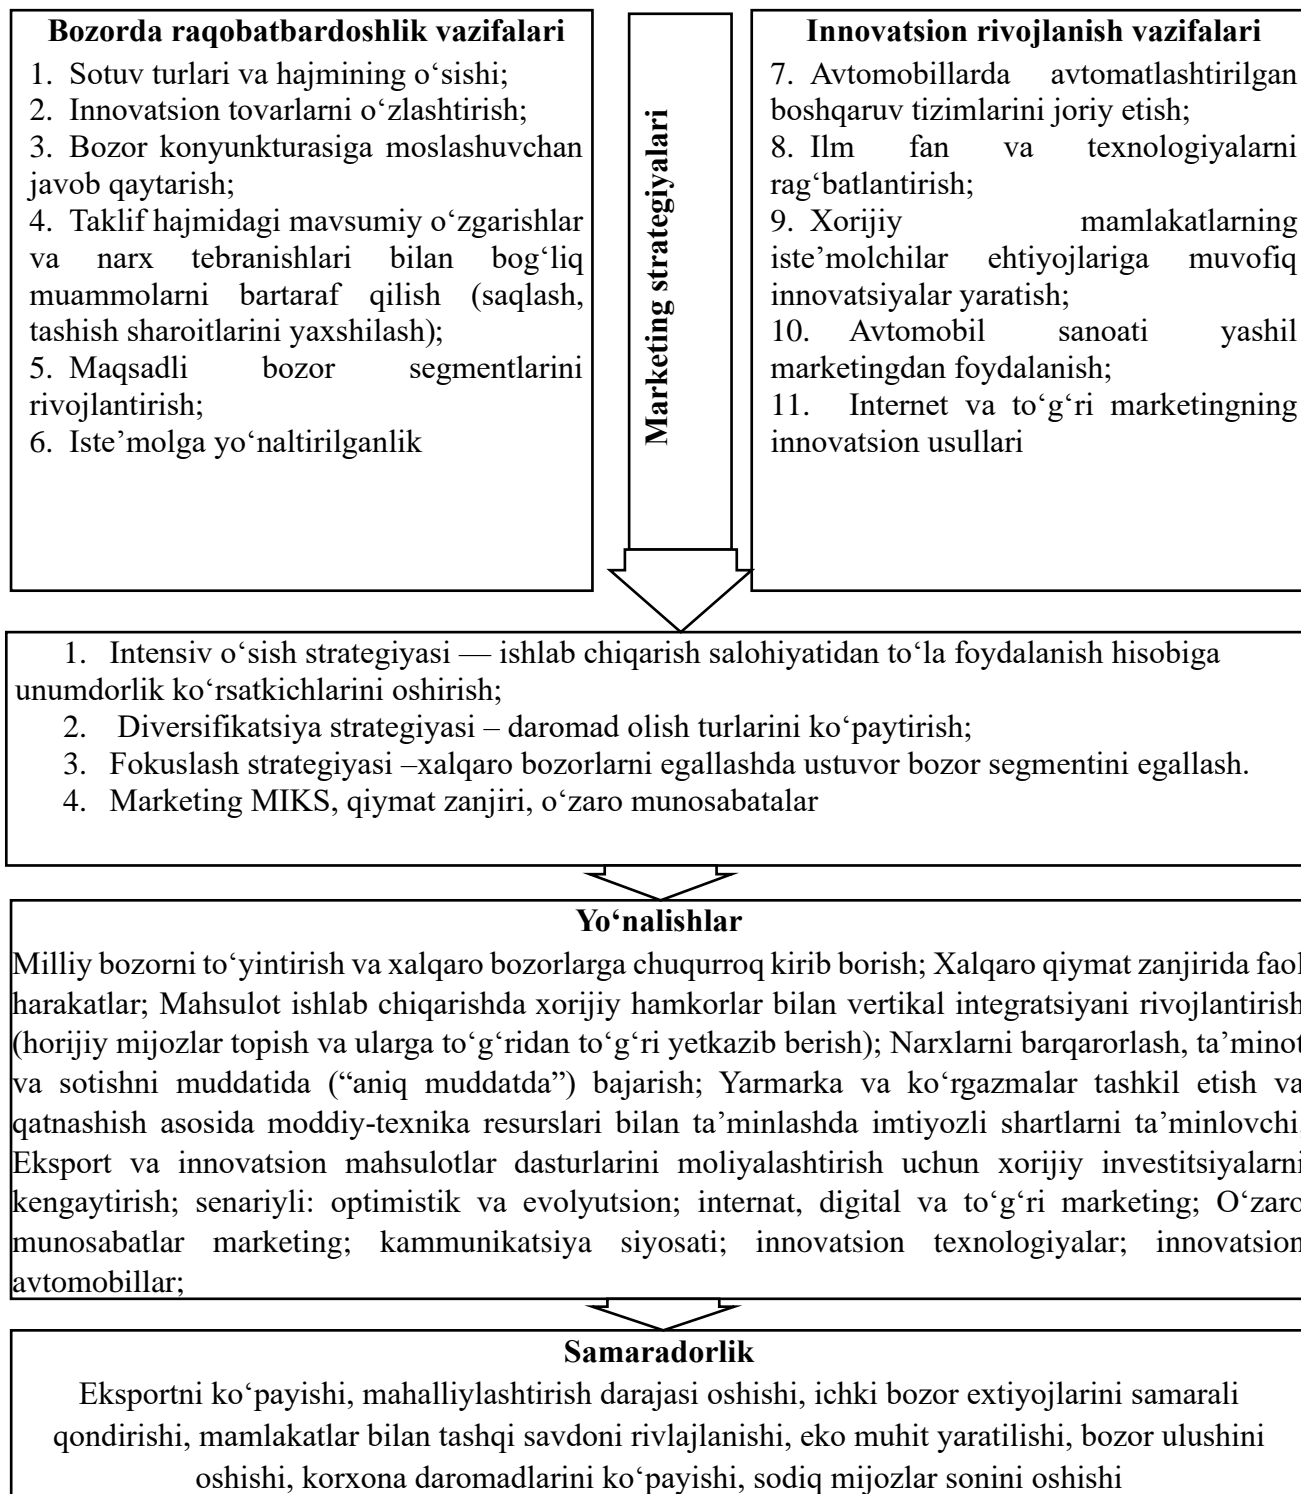 Bozorda raqobatbardoshlik vazifalari
1. Sotuv turlari va hajmining o‘sishi;
2. Innovatsion tovarlarni o‘zlashtirish;
3. Bozor konyunkturasiga moslashuvchan
javob qaytarish;
4. Taklif hajmidagi mavsumiy o‘zgarishlar
va narx tebranishlari bilan bog‘liq
muammolarni bartaraf qilish (saqlash,
tashish sharoitlarini yaxshilash);
5. Maqsadli bozor segmentlarini
rivojlantirish;
6. Iste’molga yo‘naltirilganlik
Marketing strategiyalari
Innovatsion rivojlanish vazifalari
7. Avtomobillarda avtomatlashtirilgan
boshqaruv tizimlarini joriy etish;
8. Ilm fan va texnologiyalarni
rag‘batlantirish;
9. Xorijiy mamlakatlarning
iste’molchilar ehtiyojlariga muvofiq
innovatsiyalar yaratish;
10. Avtomobil sanoati yashil
marketingdan foydalanish;
11. Internet va to‘g‘ri marketingning
innovatsion usullari
1. Intensiv o‘sish strategiyasi — ishlab chiqarish salohiyatidan to‘la foydalanish hisobiga
unumdorlik ko‘rsatkichlarini oshirish;
2. Diversifikatsiya strategiyasi – daromad olish turlarini ko‘paytirish;
3. Fokuslash strategiyasi –xalqaro bozorlarni egallashda ustuvor bozor segmentini egallash.
4. Marketing MIKS, qiymat zanjiri, o‘zaro munosabatalar
Yo‘nalishlar
Milliy bozorni to‘yintirish va xalqaro bozorlarga chuqurroq kirib borish; Xalqaro qiymat zanjirida faol
harakatlar; Mahsulot ishlab chiqarishda xorijiy hamkorlar bilan vertikal integratsiyani rivojlantirish
(horijiy mijozlar topish va ularga to‘g‘ridan to‘g‘ri yetkazib berish); Narxlarni barqarorlash, ta’minot
va sotishni muddatida (“aniq muddatda”) bajarish; Yarmarka va ko‘rgazmalar tashkil etish va
qatnashish asosida moddiy-texnika resurslari bilan ta’minlashda imtiyozli shartlarni ta’minlovchi;
Eksport va innovatsion mahsulotlar dasturlarini moliyalashtirish uchun xorijiy investitsiyalarni
kengaytirish; senariyli: optimistik va evolyutsion; internat, digital va to‘g‘ri marketing; O‘zaro
munosabatlar marketing; kammunikatsiya siyosati; innovatsion texnologiyalar; innovatsion
avtomobillar;
Samaradorlik
Eksportni ko‘payishi, mahalliylashtirish darajasi oshishi, ichki bozor extiyojlarini samarali
qondirishi, mamlakatlar bilan tashqi savdoni rivlajlanishi, eko muhit yaratilishi, bozor ulushini
oshishi, korxona daromadlarini ko‘payishi, sodiq mijozlar sonini oshishi